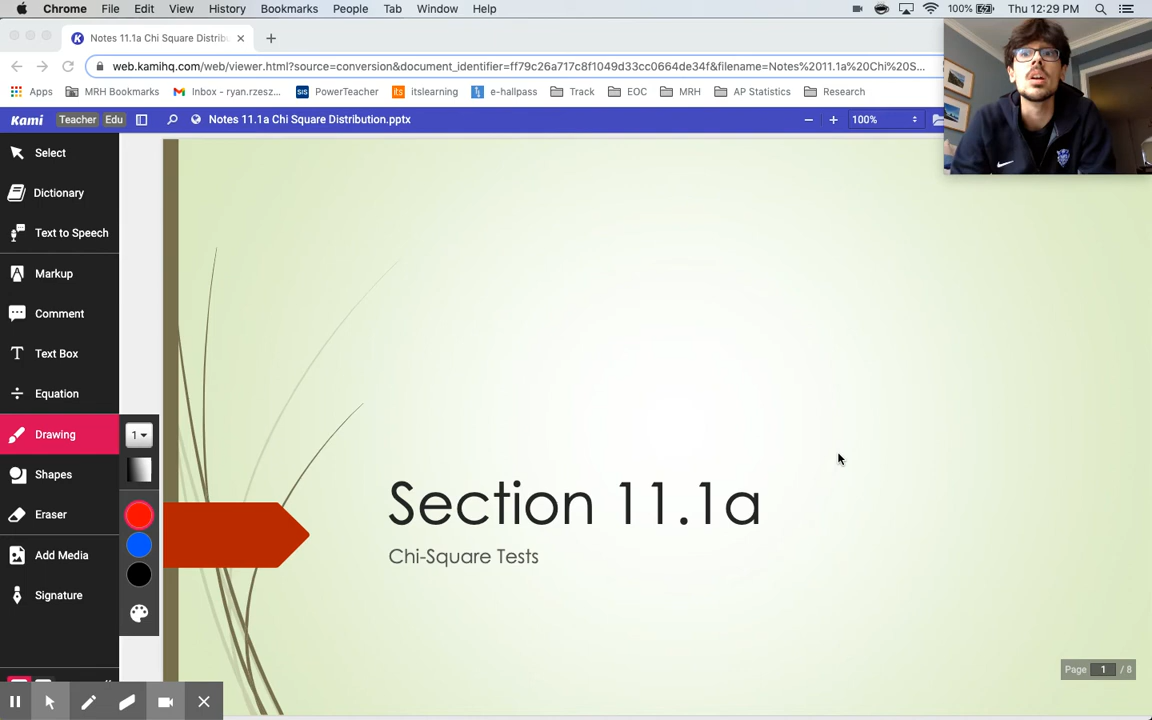 Chrome File Edit View History Bookmarks People Tab Window Help 100% Thu 12:29 PM
Notes 11.1a Chi Square Distribu
web.kamihq.com/web/viewer.html?source=conversion&document_identifier=ff79c26a717c8f1049d33cc0664de34f&filename=Notes%2011.1a%20Chi%20S...
Apps MRH Bookmarks Inbox - ryan.rzesz... SIS PowerTeacher its itslearning e-hallpass Track EOC MRH AP Statistics Research
Kami Teacher Edu Notes 11.1a Chi Square Distribution.pptx 100%
Select
Dictionary
Text to Speech
Markup
Comment
Text Box
Equation
Drawing
1
Shapes
Eraser
Add Media
Signature
Section 11.1a
Chi-Square Tests
Page 1 / 8